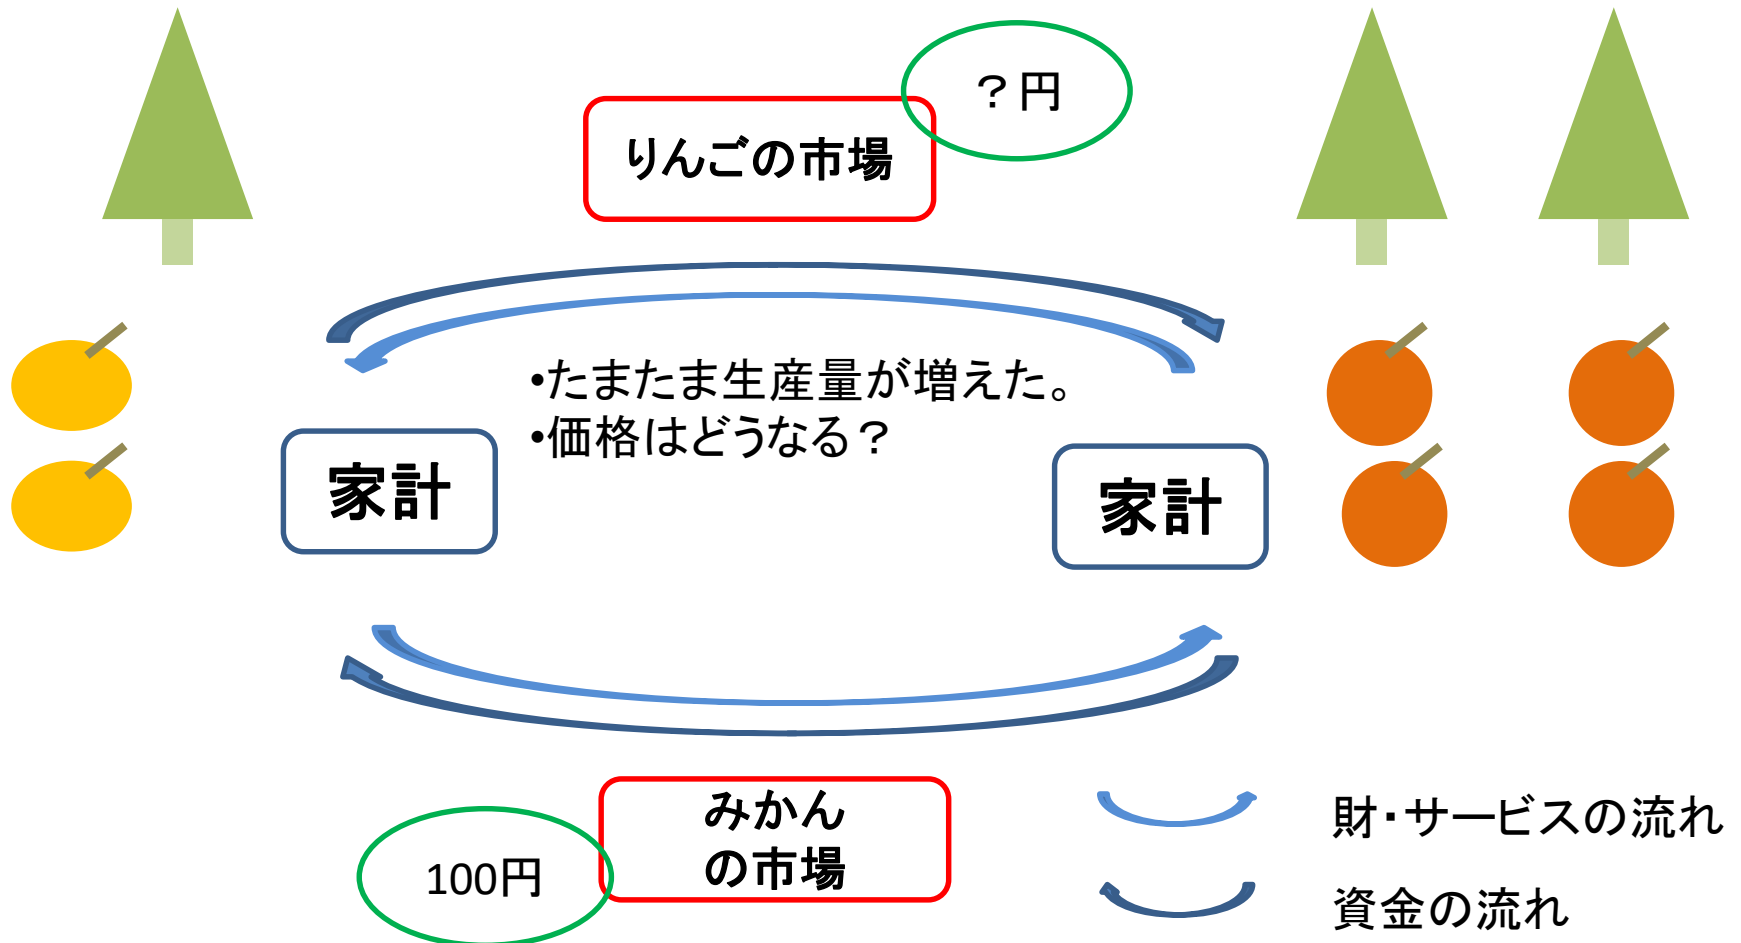 ?円
りんごの市場
•たまたま生産量が増えた。
•価格はどうなる？
家計
家計
みかん
の市場
100円
財・サービスの流れ
資金の流れ